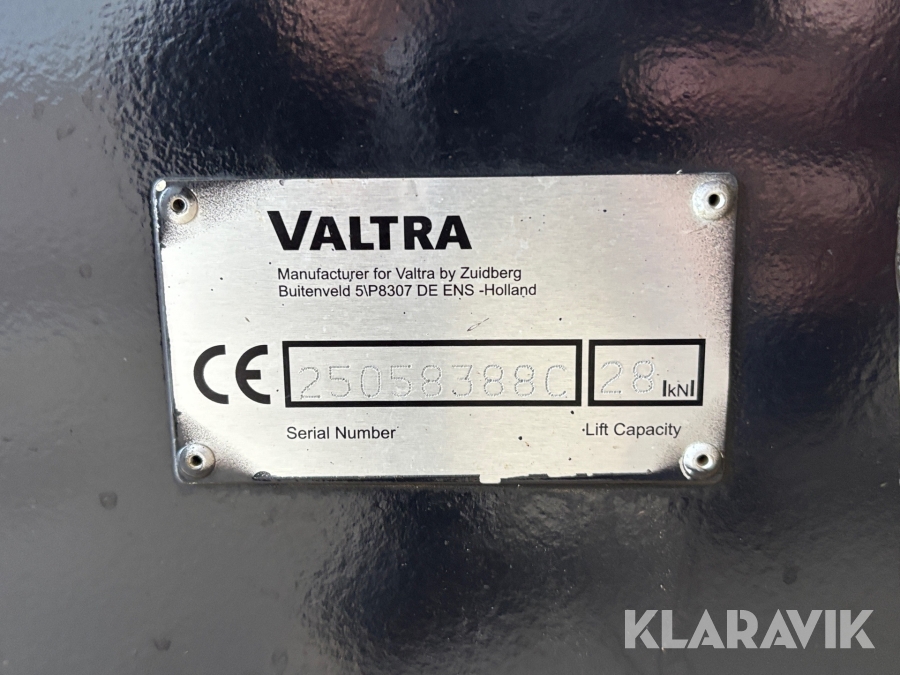 VALTRA
Manufacturer for Valtra by Zuidberg
Buitenveld 5\P8307 DE ENS -Holland
CE 25058388C 28 |kN|
Serial Number Lift Capacity
KLARAVIK